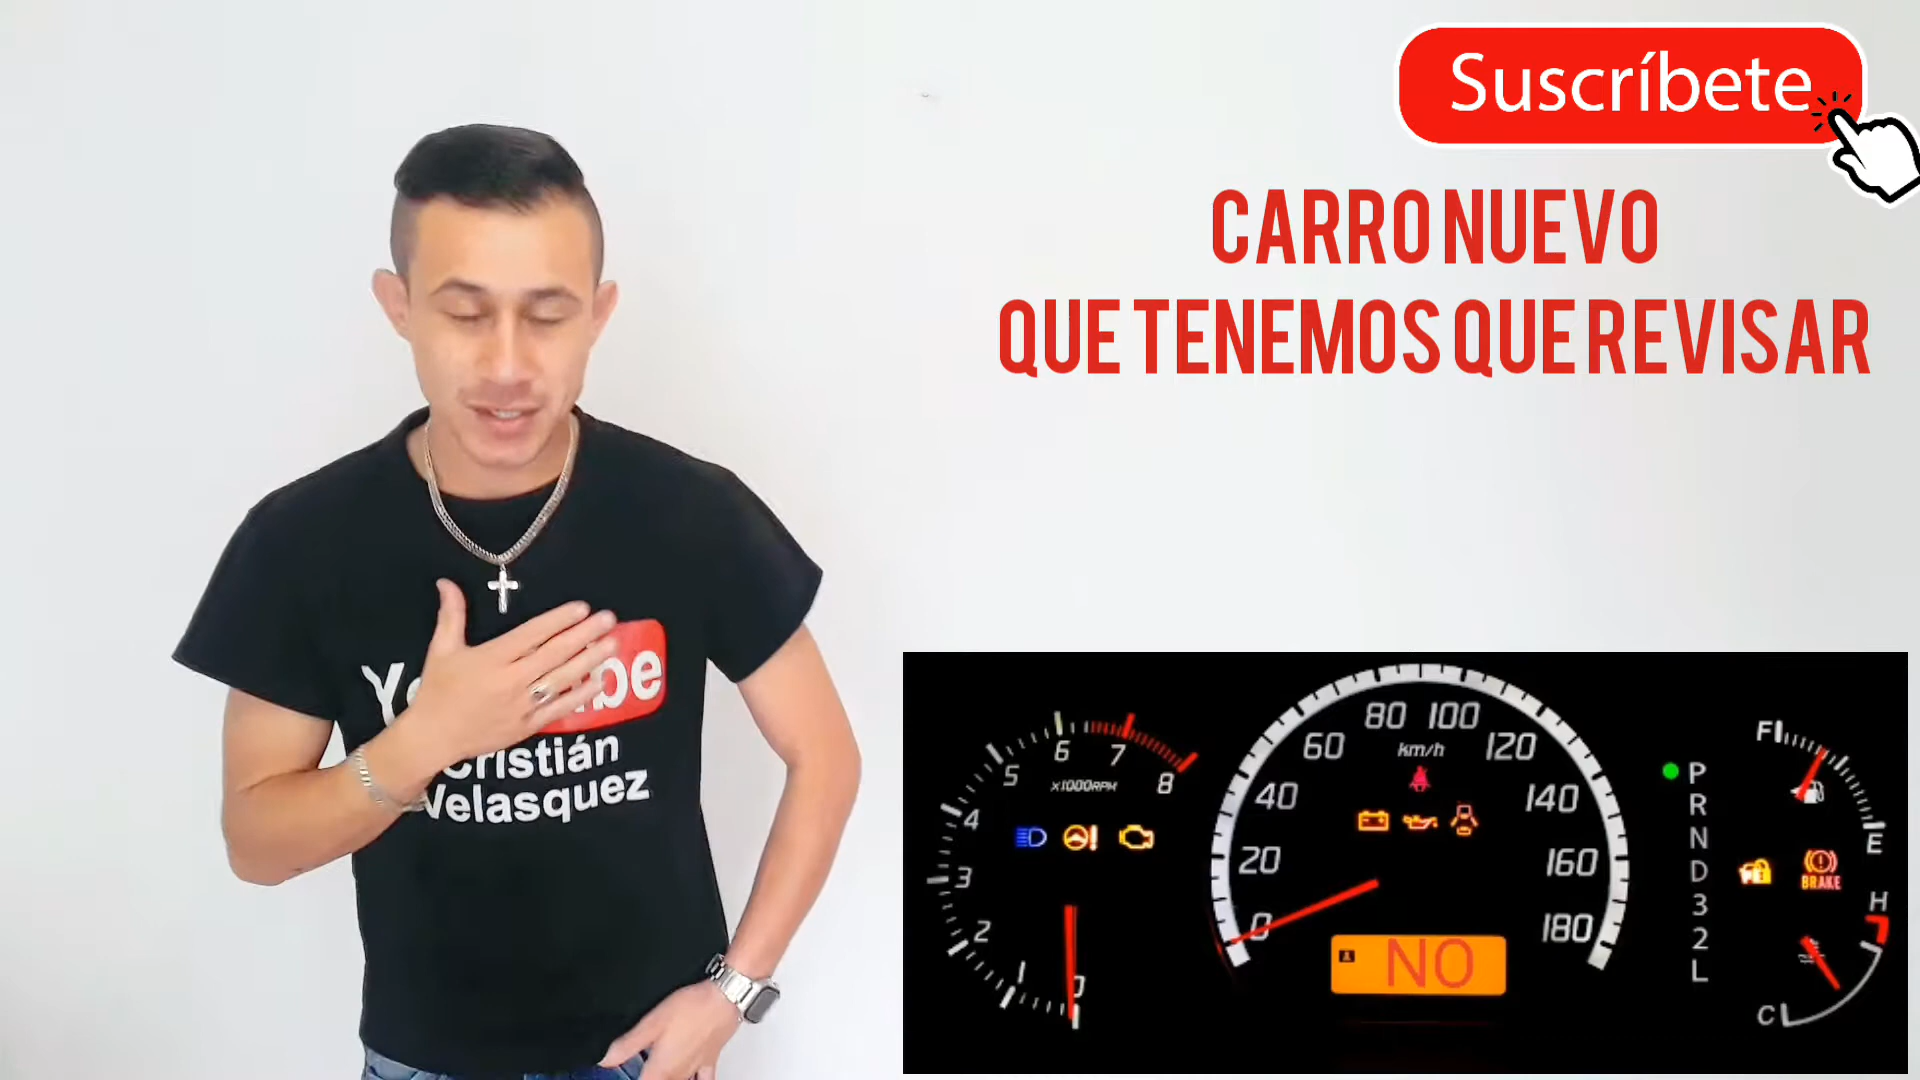 Suscríbete
CARRO NUEVO
QUE TENEMOS QUE REVISAR
Cristián
Velasquez
0
1
2
3
4
5
6
7
8
x1000RPM
0
20
40
60
80
100
120
140
160
180
km/h
A NO
P
R
N
D
3
2
L
F
E
BRAKE
H
C